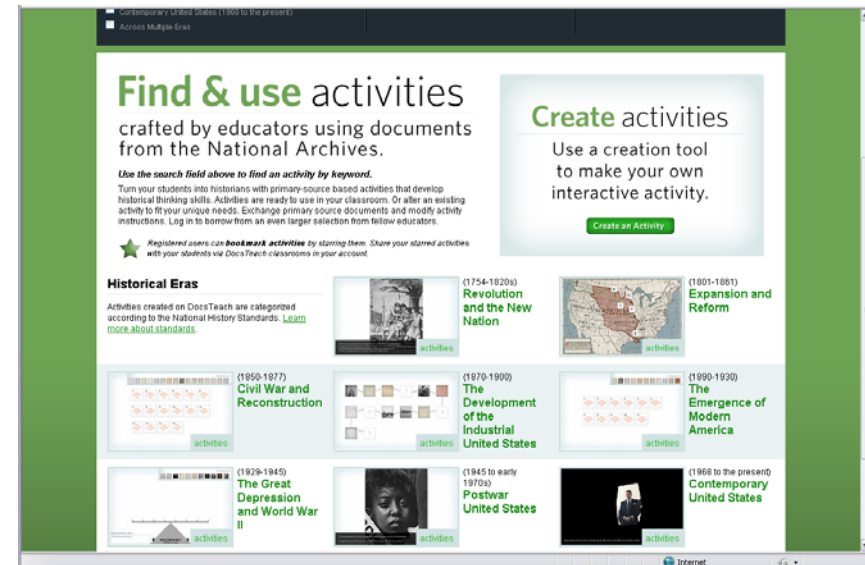 Contemporary United States (1968 to the present)
Across Multiple Eras
Find & use activities
crafted by educators using documents
from the National Archives.
Use the search field above to find an activity by keyword.
Turn your students into historians with primary-source based activities that develop
historical thinking skills. Activities are ready to use in your classroom. Or alter an existing
activity to fit your unique needs. Exchange primary source documents and modify activity
instructions. Log in to borrow from an even larger selection from fellow educators.
Registered users can bookmark activities by starring them. Share your starred activities
with your students via DocsTeach classrooms in your account.
Create activities
Use a creation tool
to make your own
interactive activity.
Create an Activity
Historical Eras
Activities created on DocsTeach are categorized
according to the National History Standards. Learn
more about standards.
activities
(1754-1820s)
Revolution
and the New
Nation
activities
(1801-1861)
Expansion and
Reform
activities
(1850-1877)
Civil War and
Reconstruction
activities
(1870-1900)
The
Development
of the
Industrial
United States
activities
(1890-1930)
The
Emergence of
Modern
America
activities
(1929-1945)
The Great
Depression
and World War
II
activities
(1945 to early
1970s)
Postwar
United States
activities
(1968 to the present)
Contemporary
United States
Internet